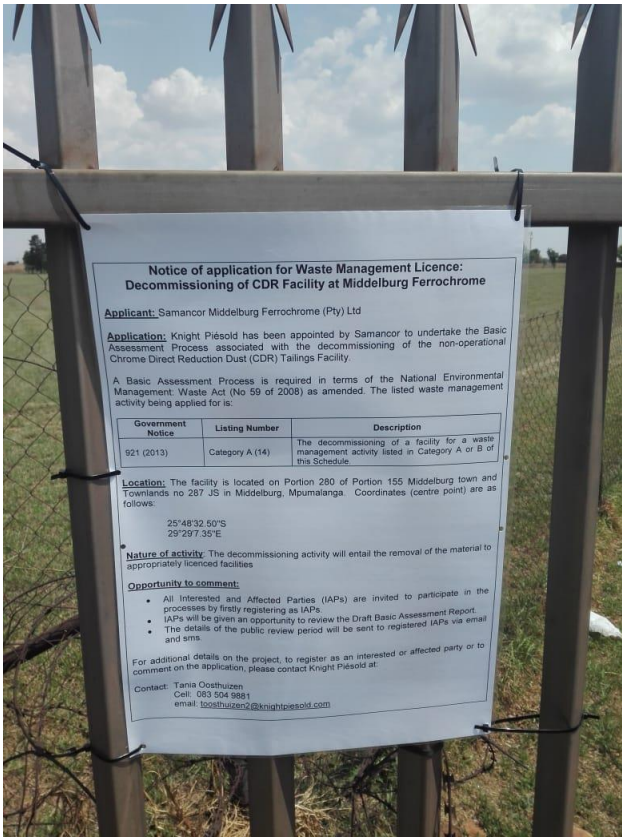 Notice of application for Waste Management Licence:
Decommissioning of CDR Facility at Middelburg Ferrochrome
Applicant: Samancor Middelburg Ferrochrome (Pty) Ltd
Application: Knight Piésold has been appointed by Samancor to undertake the Basic
Assessment Process associated with the decommissioning of the non-operational
Chrome Direct Reduction Dust (CDR) Tailings Facility.
A Basic Assessment Process is required in terms of the National Environmental
Management: Waste Act (No 59 of 2008) as amended. The listed waste management
activity being applied for is:
Government
Notice
Listing Number
Description
921 (2013)
Category A (14)
The decommissioning of a facility for a waste
management activity listed in Category A or B of
this Schedule.
Location: The facility is located on Portion 280 of Portion 155 Middelburg town and
Townlands no 287 JS in Middelburg, Mpumalanga. Coordinates (centre point) are as
follows:
25°48'32.50"S
29°29'7.35"E
Nature of activity: The decommissioning activity will entail the removal of the material to
appropriately licenced facilities
Opportunity to comment:
• All Interested and Affected Parties (IAPs) are invited to participate in the
processes by firstly registering as IAPs.
• IAPs will be given an opportunity to review the Draft Basic Assessment Report.
• The details of the public review period will be sent to registered IAPs via email
and sms.
For additional details on the project, to register as an interested or affected party or to
comment on the application, please contact Knight Piésold at:
Contact: Tania Oosthuizen
Cell: 083 504 9881
email: toosthuizen2@knightpiesold.com